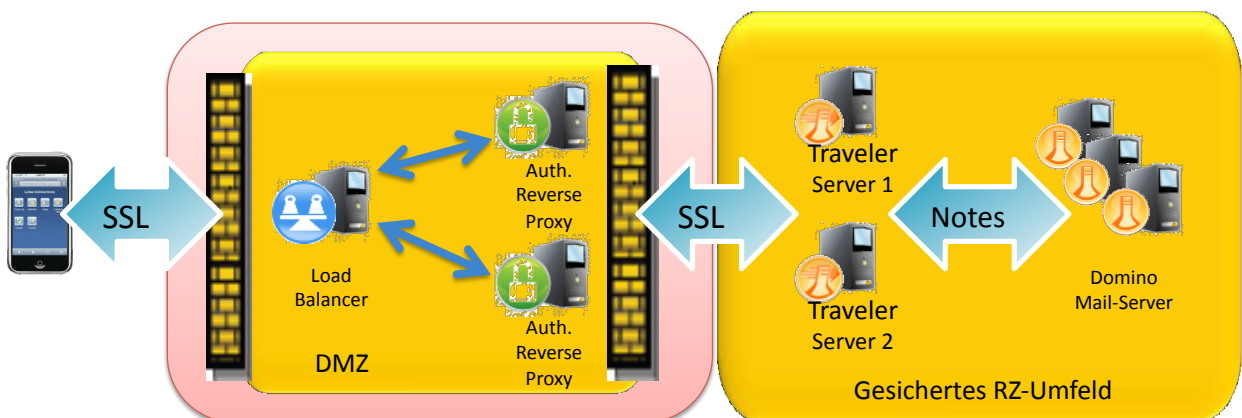 SSL
Load
Balancer
Auth.
Reverse
Proxy
Auth.
Reverse
Proxy
DMZ
SSL
Traveler
Server 1
Traveler
Server 2
Notes
Domino
Mail-Server
Gesichertes RZ-Umfeld